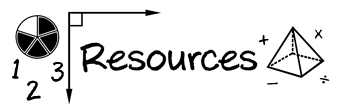 1 2 3
Resources
+ x − ÷